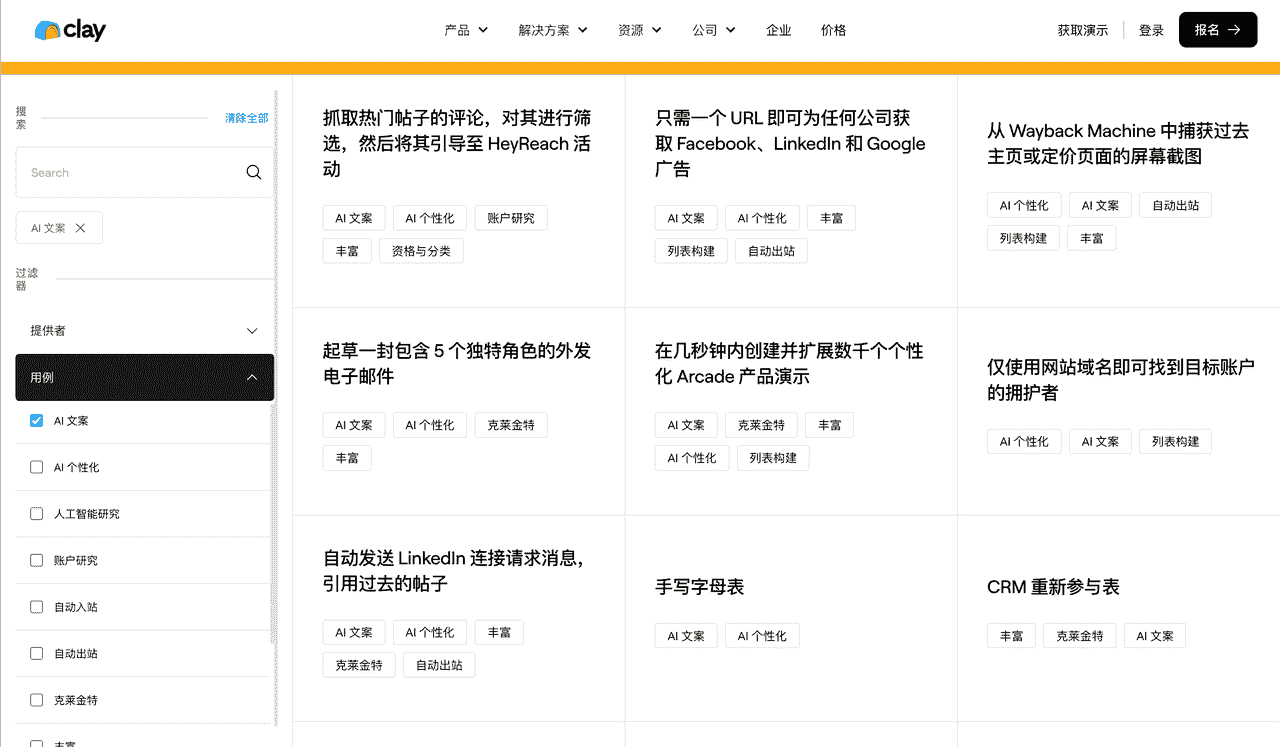 clay
产品
解决方案
资源
公司
企业
价格
获取演示
登录
报名
搜
索
清除全部
Search
AI 文案
过滤
器
提供者
用例
AI 文案
AI 个性化
人工智能研究
账户研究
自动入站
自动出站
克莱金特
丰富
抓取热门帖子的评论，对其进行筛
选，然后将其引导至 HeyReach 活
动
AI 文案 AI 个性化 账户研究
丰富 资格与分类
只需一个 URL 即可为任何公司获
取 Facebook、LinkedIn 和 Google
广告
AI 文案 AI 个性化 丰富
列表构建 自动出站
从 Wayback Machine 中捕获过去
主页或定价页面的屏幕截图
AI 个性化 AI 文案 自动出站
列表构建 丰富
起草一封包含 5 个独特角色的外发
电子邮件
AI 文案 AI 个性化 克莱金特
丰富
在几秒钟内创建并扩展数千个个性
化 Arcade 产品演示
AI 文案 克莱金特 丰富
AI 个性化 列表构建
仅使用网站域名即可找到目标账户
的拥护者
AI 个性化 AI 文案 列表构建
自动发送 LinkedIn 连接请求消息，
引用过去的帖子
AI 文案 AI 个性化 丰富
克莱金特 自动出站
手写字母表
AI 文案 AI 个性化
CRM 重新参与表
丰富 克莱金特 AI 文案